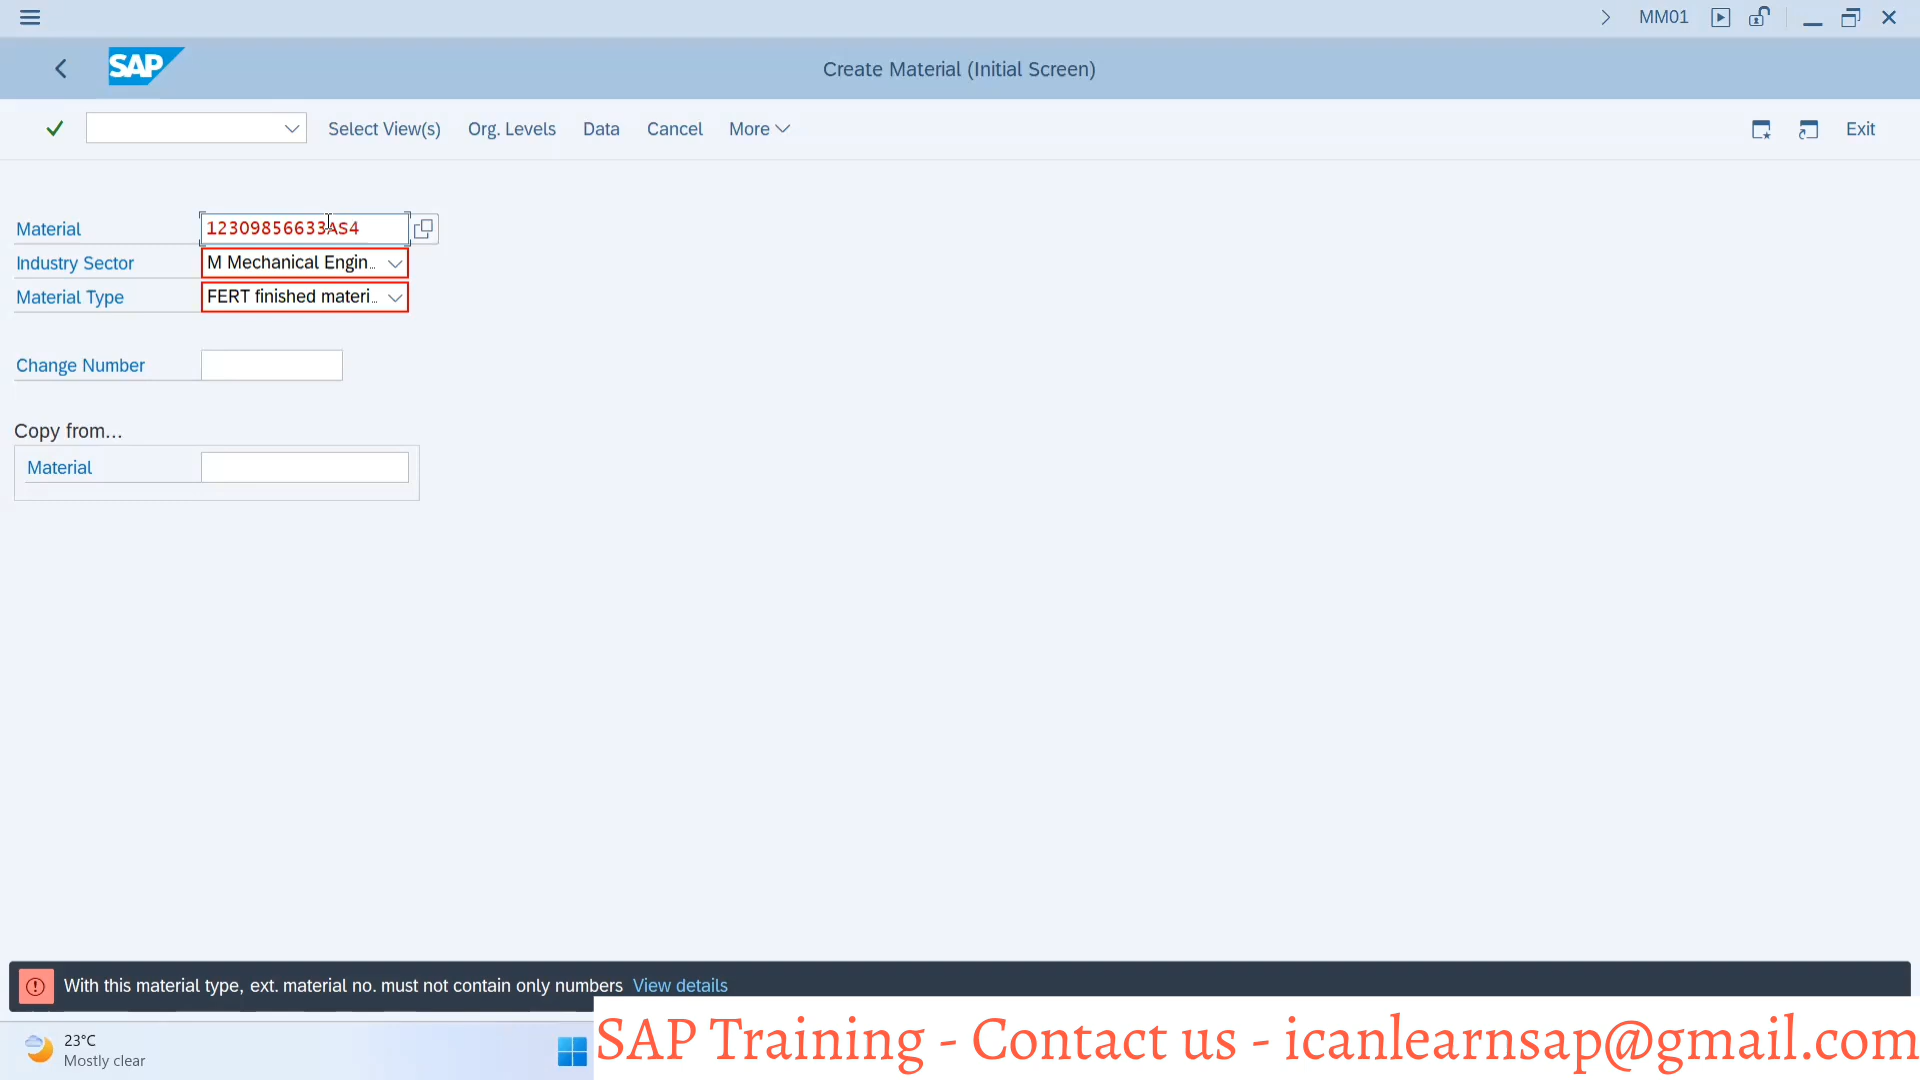 MM01
SAP
Create Material (Initial Screen)
Select View(s) Org. Levels Data Cancel More Exit
Material 12309856633AS4
Industry Sector M Mechanical Engin...
Material Type FERT finished materi...
Change Number
Copy from...
Material
With this material type, ext. material no. must not contain only numbers View details
23°C
Mostly clear
SAP Training - Contact us - icanlearnsap@gmail.com